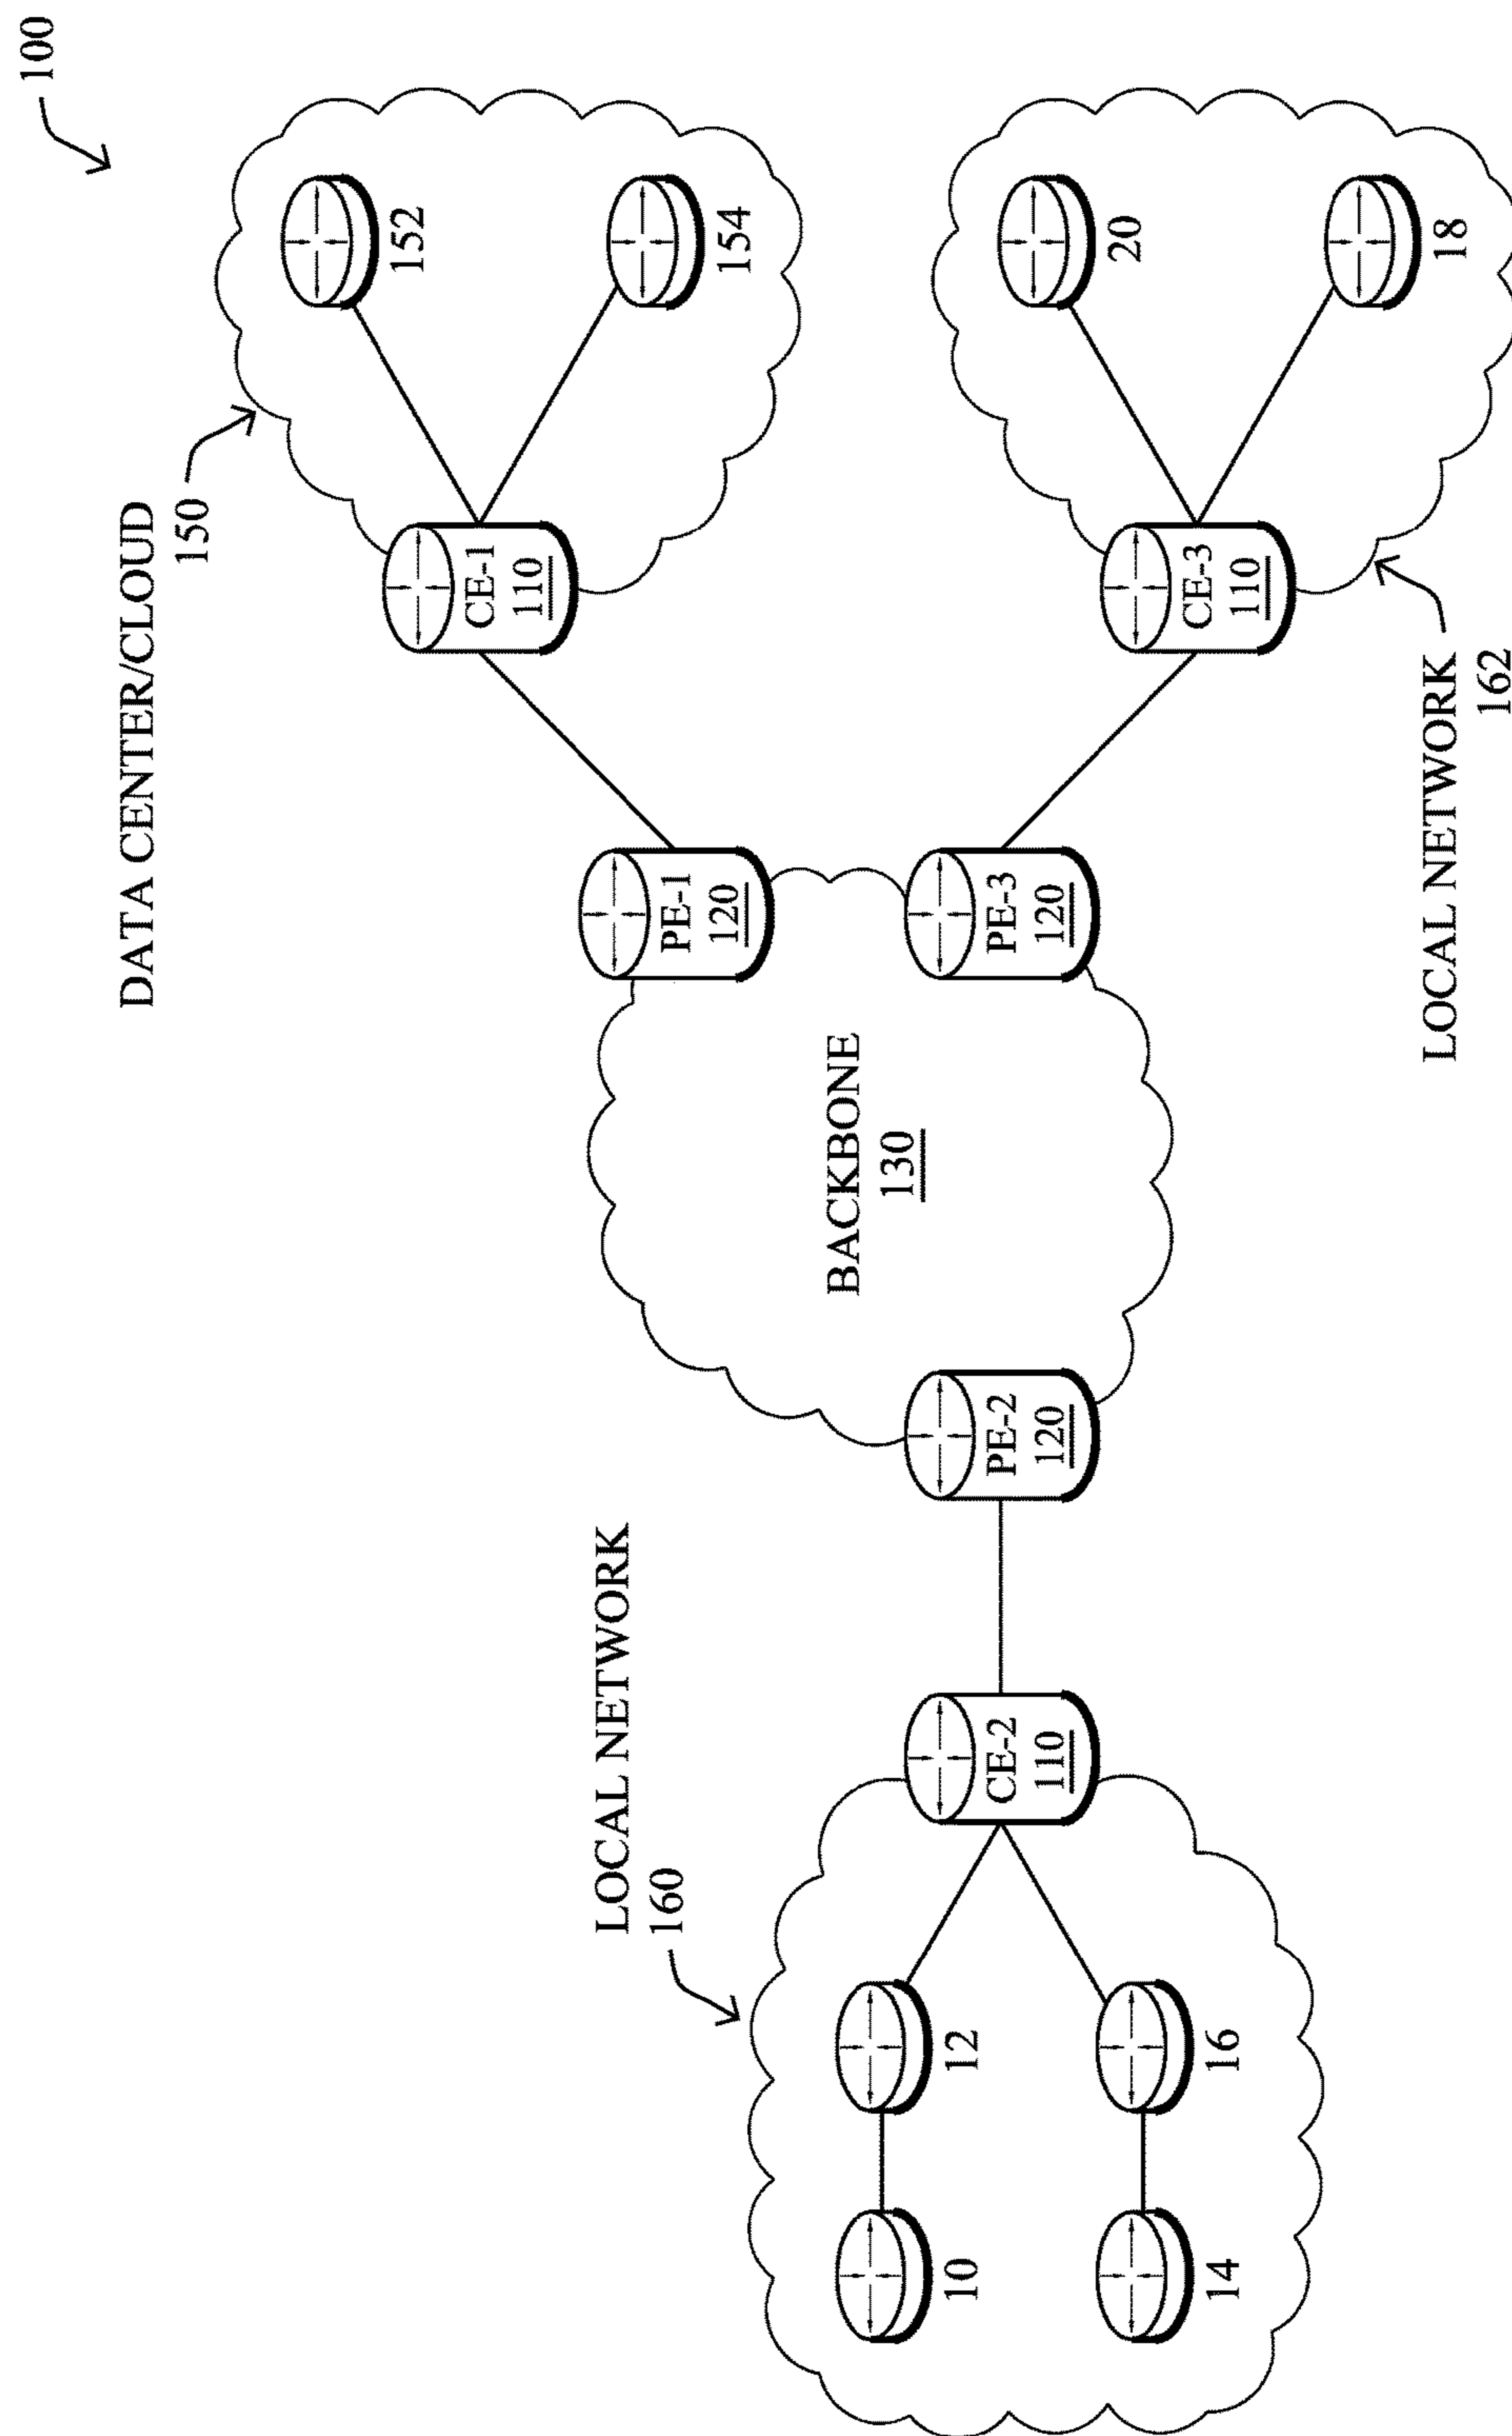 100
DATA CENTER/CLOUD
150
152
154
CE-1
110
PE-1
120
BACKBONE
130
PE-3
120
CE-3
110
20
18
LOCAL NETWORK
162
LOCAL NETWORK
160
PE-2
120
CE-2
110
12
10
16
14